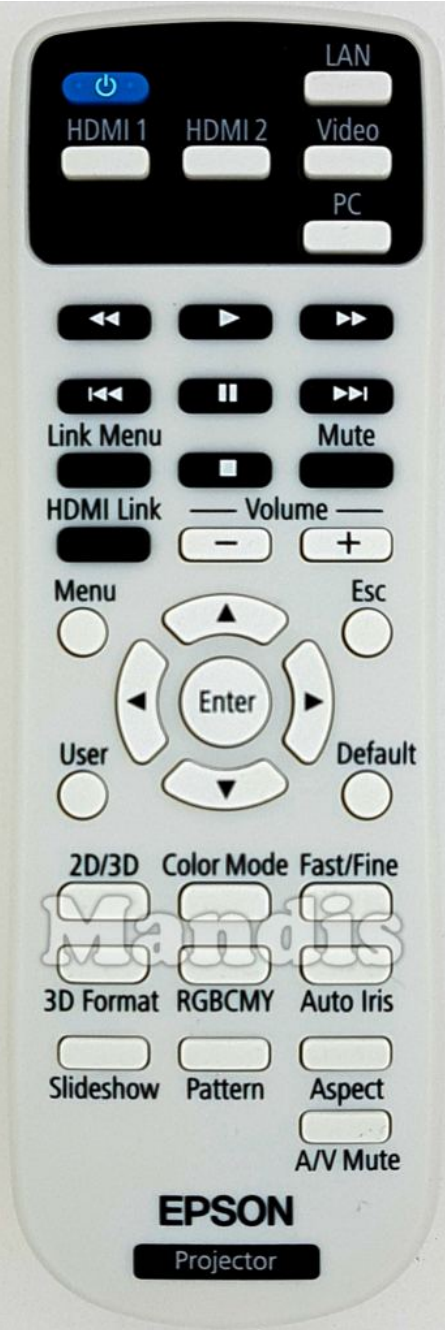 LAN
HDMI 1 HDMI 2 Video
PC
Link Menu Mute
HDMI Link Volume
- +
Menu Esc
Enter
User Default
2D/3D Color Mode Fast/Fine
Mandis
3D Format RGBCMY Auto Iris
Slideshow Pattern Aspect
A/V Mute
EPSON
Projector